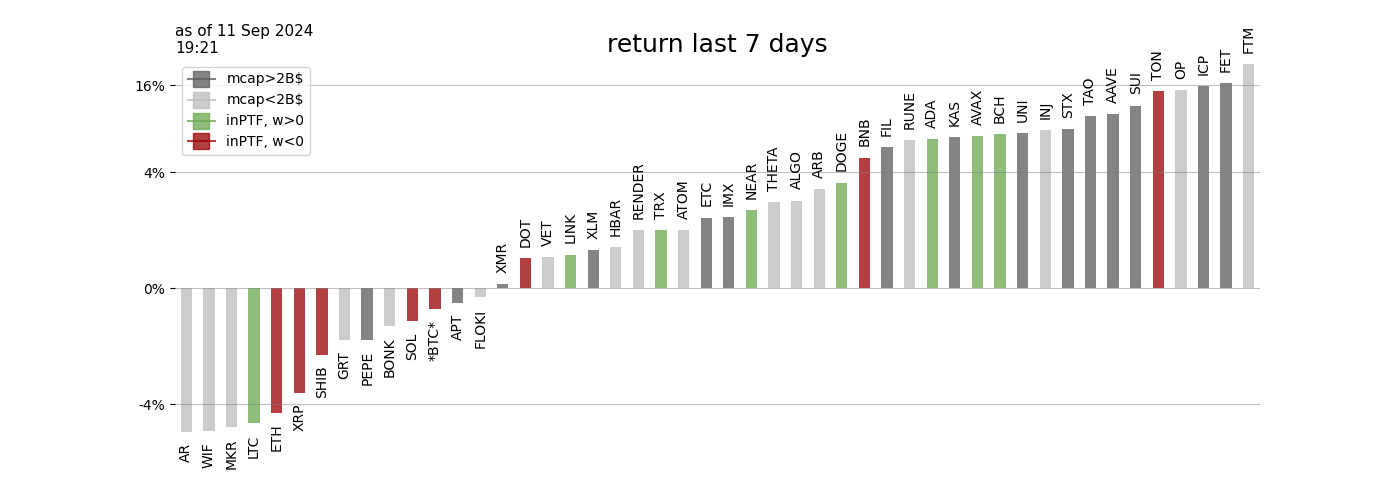 as of 11 Sep 2024
19:21
return last 7 days
mcap>2B$
mcap<2B$
inPTF, w>0
inPTF, w<0
16%
4%
0%
-4%
AR
WIF
MKR
LTC
ETH
XRP
SHIB
GRT
PEPE
BONK
SOL
*BTC*
APT
FLOKI
XMR
DOT
VET
LINK
XLM
HBAR
RENDER
TRX
ATOM
ETC
IMX
NEAR
THETA
ALGO
ARB
DOGE
BNB
FIL
RUNE
ADA
KAS
AVAX
BCH
UNI
INJ
STX
TAO
AAVE
SUI
TON
OP
ICP
FET
FTM